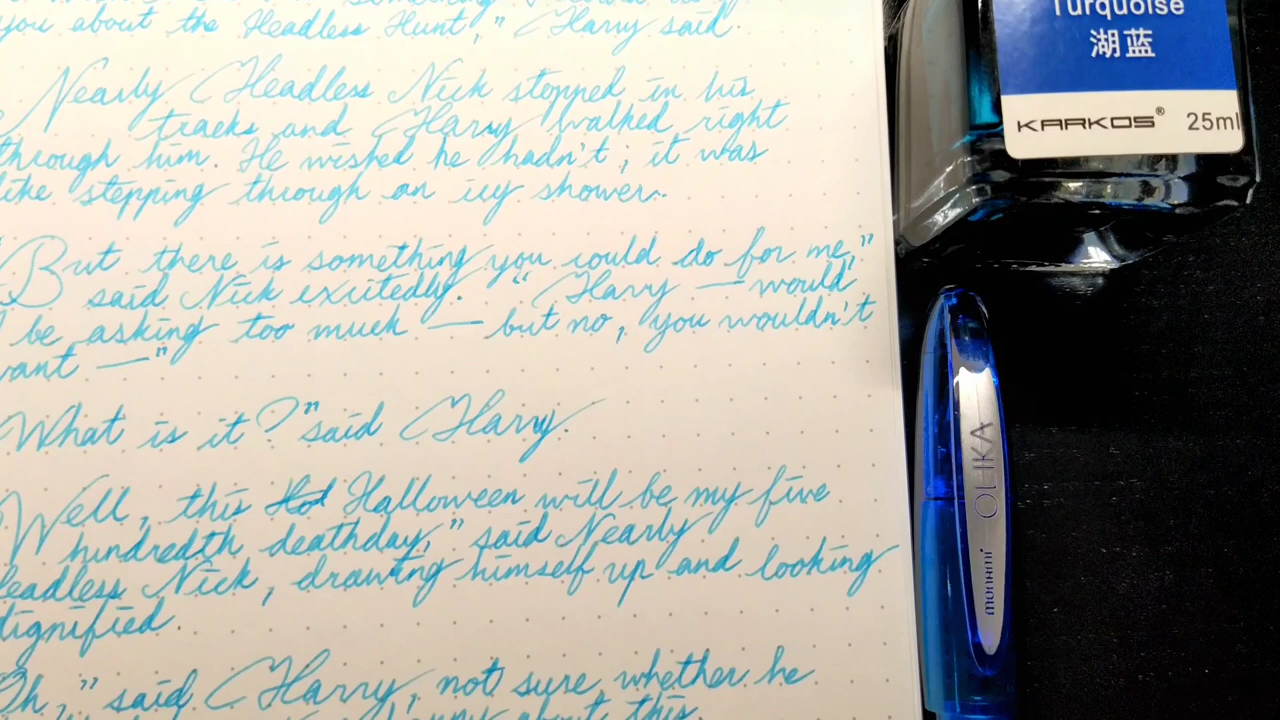 you about the Headless Hunt," Harry said.
Nearly Headless Nick stopped in his
tracks and Harry walked right
through him. He wished he hadn't; it was
like stepping through an icy shower.
"But there is something you could do for me,"
said Nick excitedly. "Harry — would
I be asking too much — but no, you wouldn't
want —"
What is it?" said Harry.
Well, this Halloween will be my five
hundredth deathday," said Nearly
Headless Nick, drawing himself up and looking
dignified.
Oh," said Harry, not sure whether he
about this.
Turquoise
湖蓝
KARKOS® 25ml
OLIKA
monami